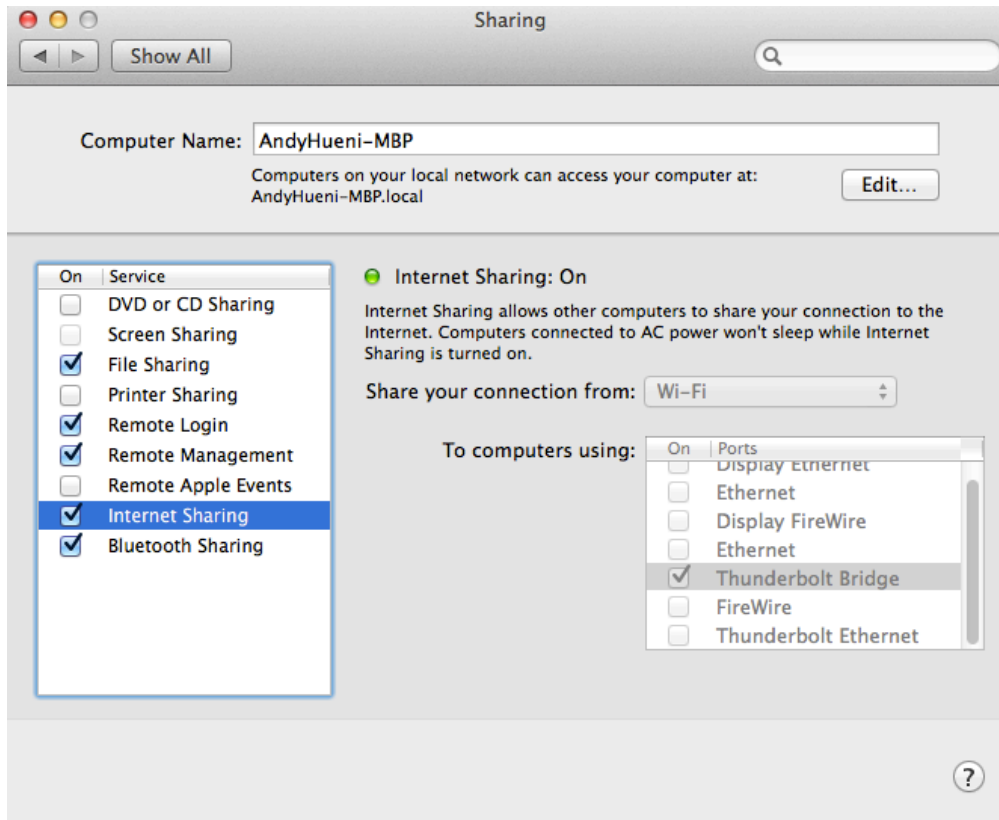 Sharing
Show All
Computer Name: AndyHueni-MBP
Computers on your local network can access your computer at:
AndyHueni-MBP.local
Edit...
On Service
DVD or CD Sharing
Screen Sharing
File Sharing
Printer Sharing
Remote Login
Remote Management
Remote Apple Events
Internet Sharing
Bluetooth Sharing
Internet Sharing: On
Internet Sharing allows other computers to share your connection to the
Internet. Computers connected to AC power won't sleep while Internet
Sharing is turned on.
Share your connection from: Wi-Fi
To computers using:
On Ports
Display Ethernet
Ethernet
Display FireWire
Ethernet
Thunderbolt Bridge
FireWire
Thunderbolt Ethernet
?